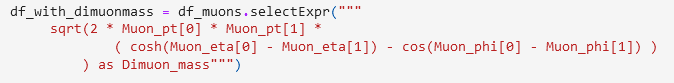 df_with_dimuonmass = df_muons.selectExpr("""
sqrt(2 * Muon_pt[0] * Muon_pt[1] *
( cosh(Muon_eta[0] - Muon_eta[1]) - cos(Muon_phi[0] - Muon_phi[1]) )
) as Dimuon_mass""")